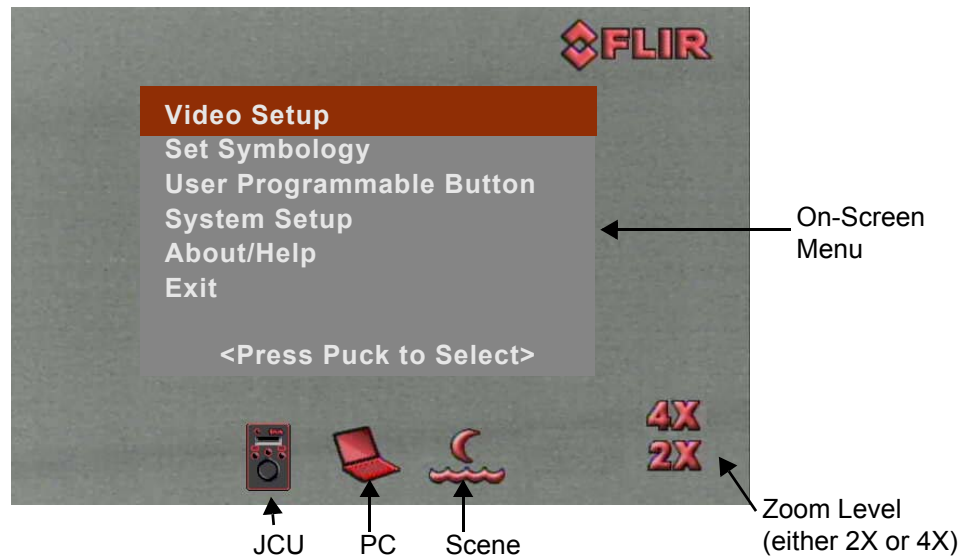 FLIR
Video Setup
Set Symbology
User Programmable Button
System Setup
About/Help
Exit
<Press Puck to Select>
On-Screen
Menu
4X
2X
Zoom Level
(either 2X or 4X)
JCU
PC
Scene